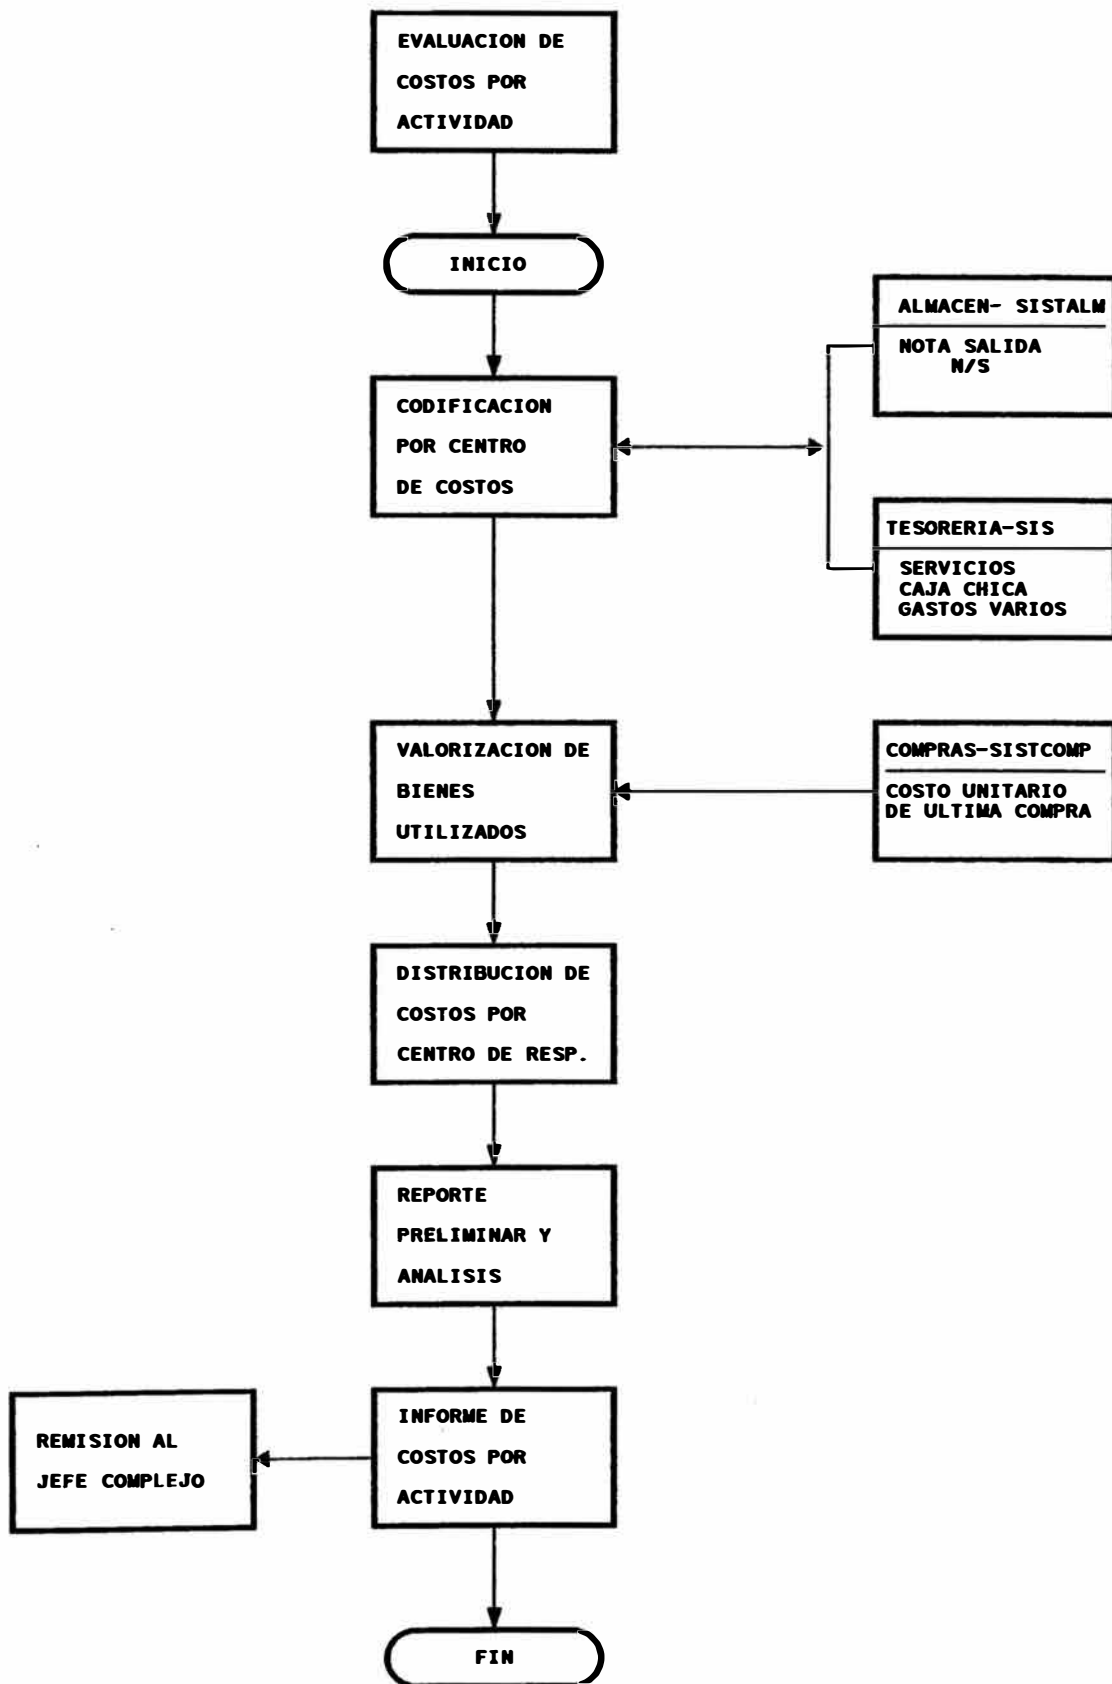 EVALUACION DE
COSTOS POR
ACTIVIDAD
INICIO
ALMACEN- SISTALM
NOTA SALIDA
N/S
CODIFICACION
POR CENTRO
DE COSTOS
TESORERIA-SIS
SERVICIOS
CAJA CHICA
GASTOS VARIOS
VALORIZACION DE
BIENES
UTILIZADOS
COMPRAS-SISTCOMP
COSTO UNITARIO
DE ULTIMA COMPRA
DISTRIBUCION DE
COSTOS POR
CENTRO DE RESP.
REPORTE
PRELIMINAR Y
ANALISIS
INFORME DE
COSTOS POR
ACTIVIDAD
REMISION AL
JEFE COMPLEJO
FIN